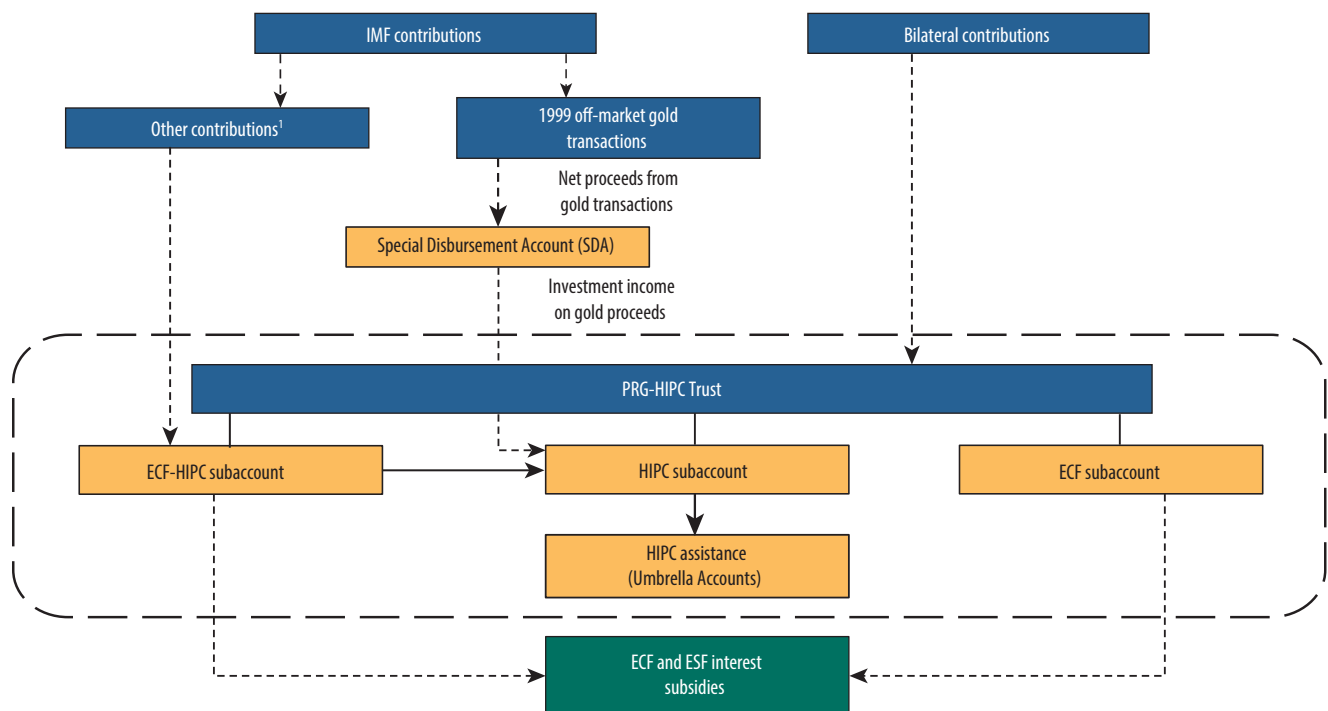 IMF contributions
Bilateral contributions
Other contributions¹
1999 off-market gold
transactions
Net proceeds from
gold transactions
Special Disbursement Account (SDA)
Investment income
on gold proceeds
PRG-HIPC Trust
ECF-HIPC subaccount
HIPC subaccount
ECF subaccount
HIPC assistance
(Umbrella Accounts)
ECF and ESF interest
subsidies